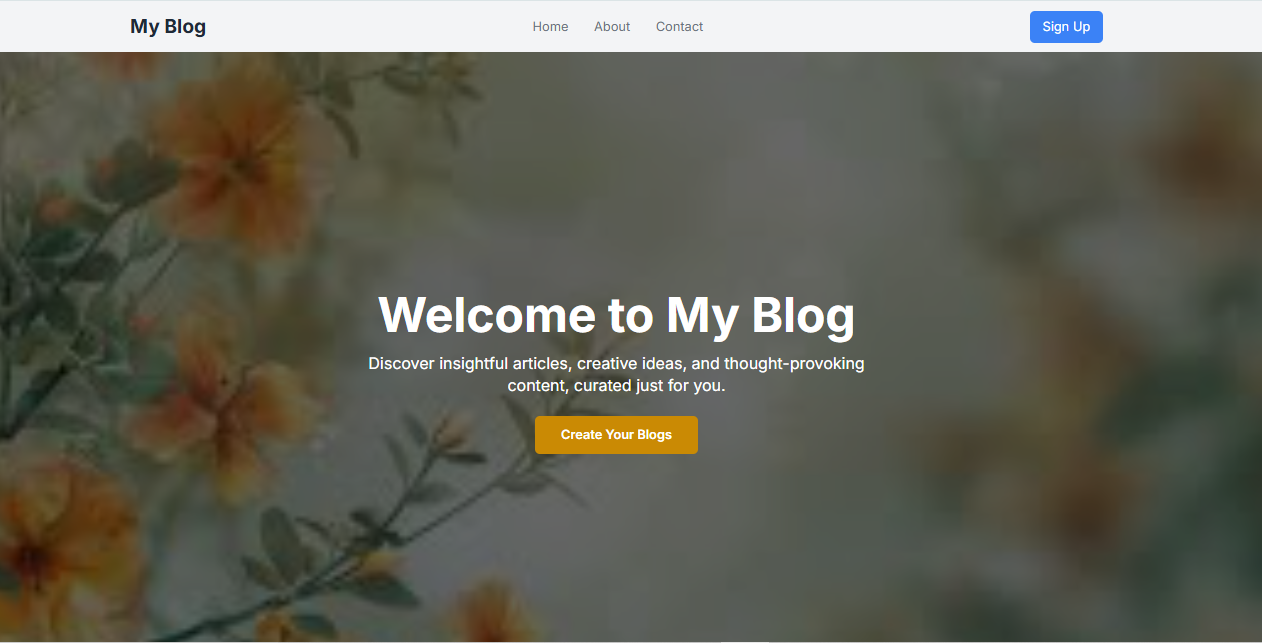 My Blog
Home About Contact
Sign Up
Welcome to My Blog
Discover insightful articles, creative ideas, and thought-provoking
content, curated just for you.
Create Your Blogs